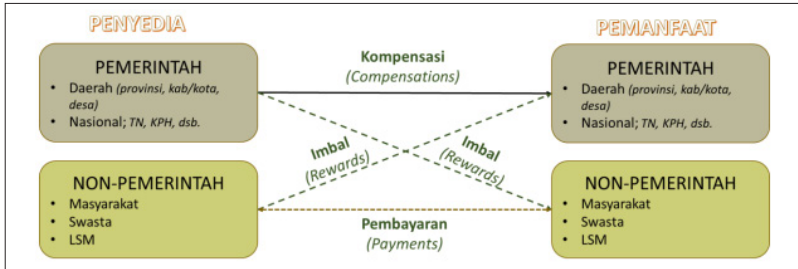 PENYEDIA
PEMANFAAT
PEMERINTAH
• Daerah (provinsi, kab/kota,
desa)
• Nasional; TN, KPH, dsb.
Kompensasi
(Compensations)
PEMERINTAH
• Daerah (provinsi, kab/kota,
desa)
• Nasional; TN, KPH, dsb.
Imbal
(Rewards)
Imbal
(Rewards)
NON-PEMERINTAH
• Masyarakat
• Swasta
• LSM
Pembayaran
(Payments)
NON-PEMERINTAH
• Masyarakat
• Swasta
• LSM